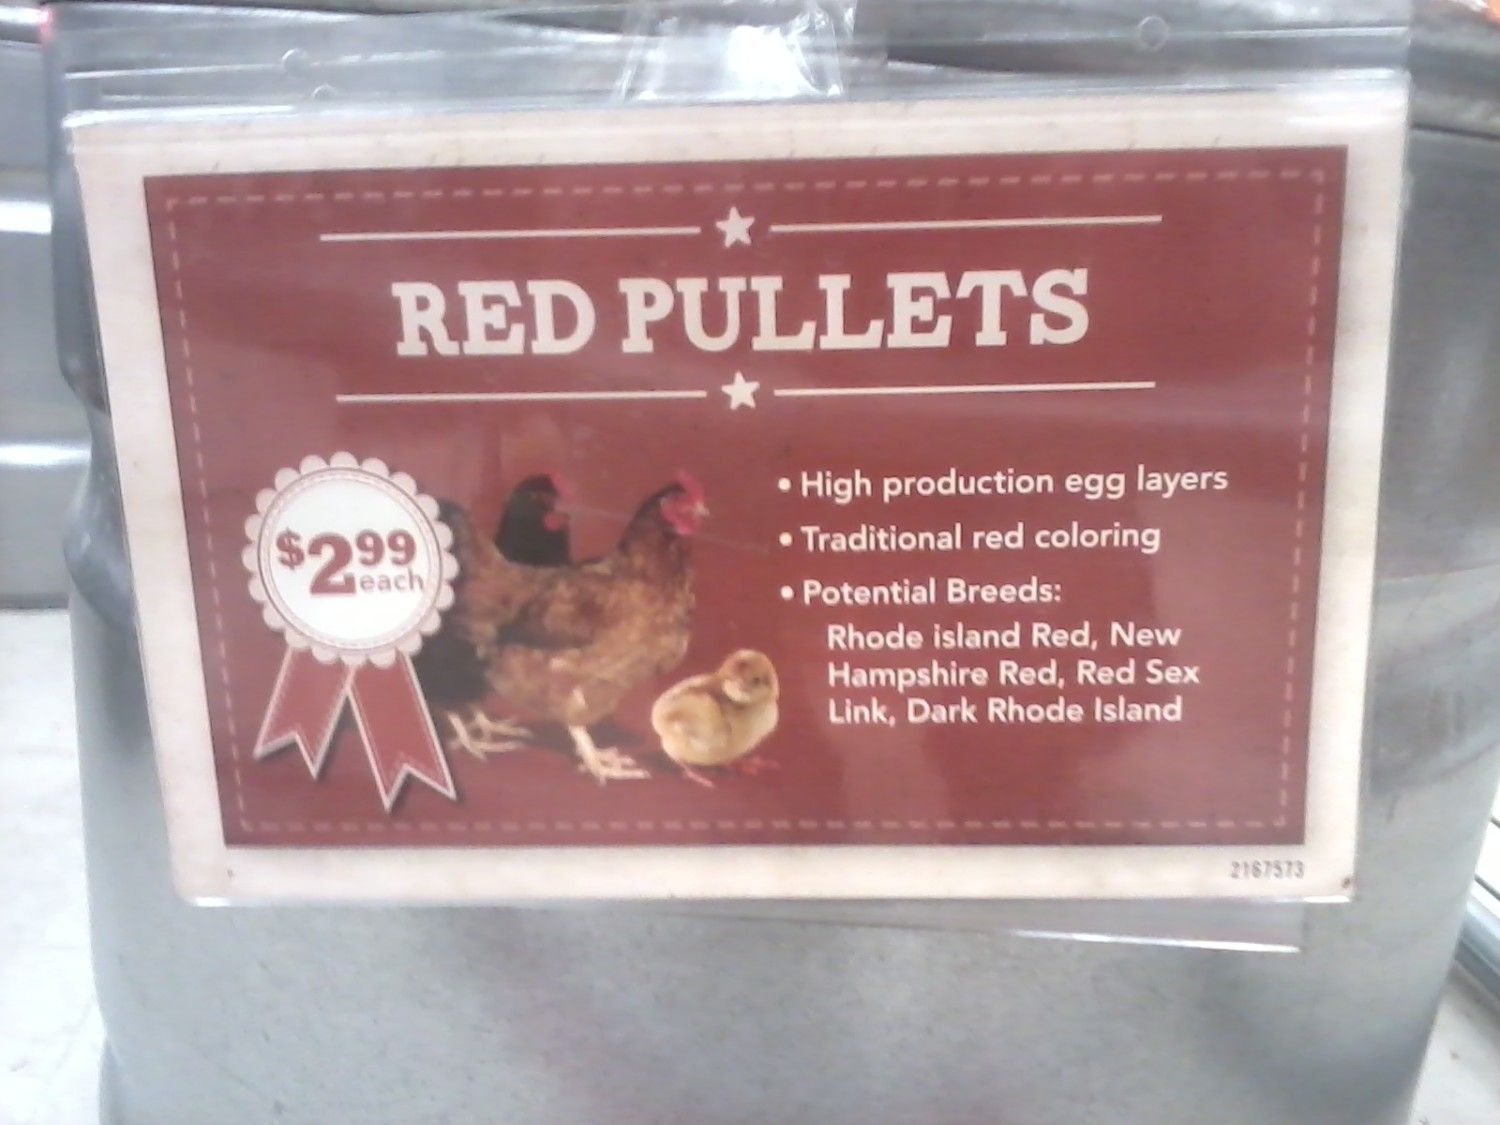 RED PULLETS
$2.99
each
• High production egg layers
• Traditional red coloring
• Potential Breeds:
Rhode island Red, New
Hampshire Red, Red Sex
Link, Dark Rhode Island
2167573